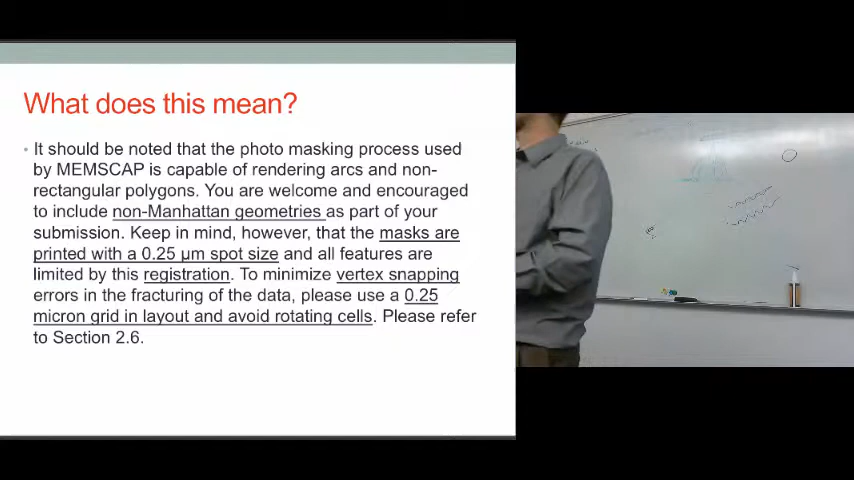 What does this mean?
• It should be noted that the photo masking process used
by MEMSCAP is capable of rendering arcs and non-
rectangular polygons. You are welcome and encouraged
to include non-Manhattan geometries as part of your
submission. Keep in mind, however, that the masks are
printed with a 0.25 µm spot size and all features are
limited by this registration. To minimize vertex snapping
errors in the fracturing of the data, please use a 0.25
micron grid in layout and avoid rotating cells. Please refer
to Section 2.6.